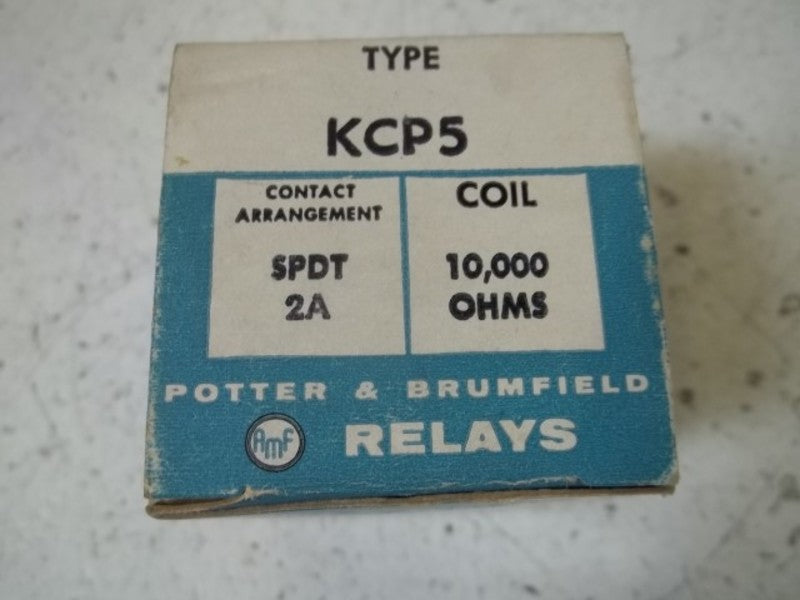 TYPE
KCP5
CONTACT
ARRANGEMENT
SPDT
2A
COIL
10,000
OHMS
POTTER & BRUMFIELD
AMF
RELAYS